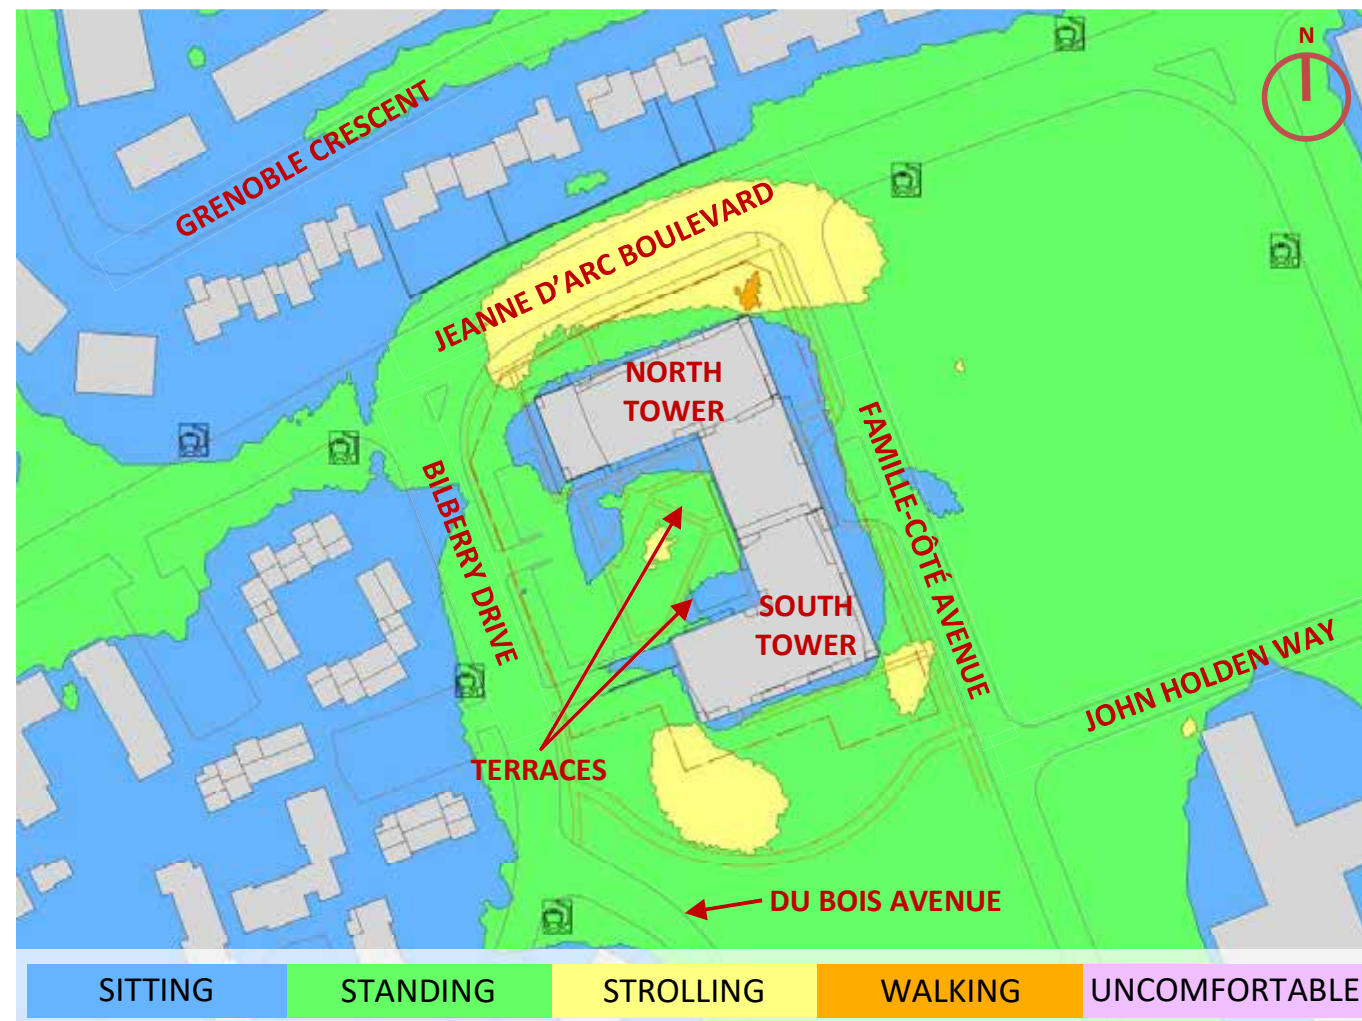 N
GRENOBLE CRESCENT
JEANNE D'ARC BOULEVARD
NORTH
TOWER
BILBERRY DRIVE
FAMILLE-CÔTÉ AVENUE
SOUTH
TOWER
JOHN HOLDEN WAY
TERRACES
DU BOIS AVENUE
SITTING
STANDING
STROLLING
WALKING
UNCOMFORTABLE